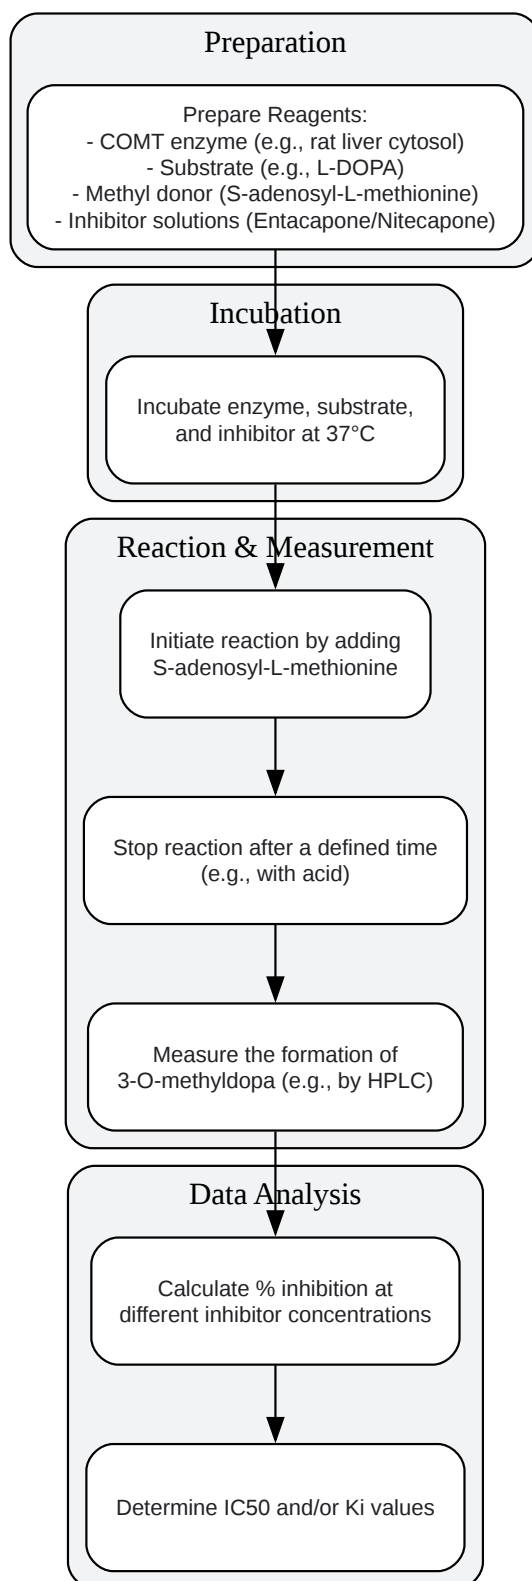 Preparation
Prepare Reagents:
- COMT enzyme (e.g., rat liver cytosol)
- Substrate (e.g., L-DOPA)
- Methyl donor (S-adenosyl-L-methionine)
- Inhibitor solutions (Entacapone/Nitecapone)
Incubation
Incubate enzyme, substrate,
and inhibitor at 37°C
Reaction & Measurement
Initiate reaction by adding
S-adenosyl-L-methionine
Stop reaction after a defined time
(e.g., with acid)
Measure the formation of
3-O-methyldopa (e.g., by HPLC)
Data Analysis
Calculate % inhibition at
different inhibitor concentrations
Determine IC50 and/or Ki values